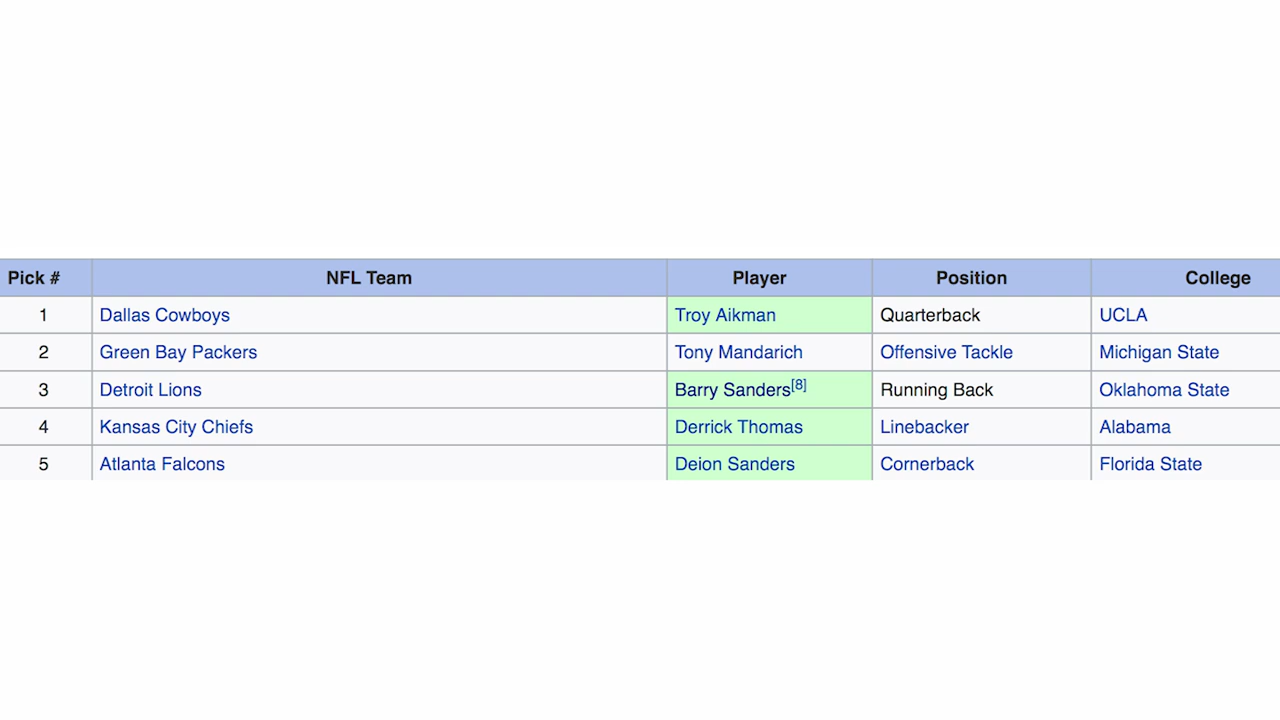 Pick # NFL Team Player Position College
1 Dallas Cowboys Troy Aikman Quarterback UCLA
2 Green Bay Packers Tony Mandarich Offensive Tackle Michigan State
3 Detroit Lions Barry Sanders[8] Running Back Oklahoma State
4 Kansas City Chiefs Derrick Thomas Linebacker Alabama
5 Atlanta Falcons Deion Sanders Cornerback Florida State